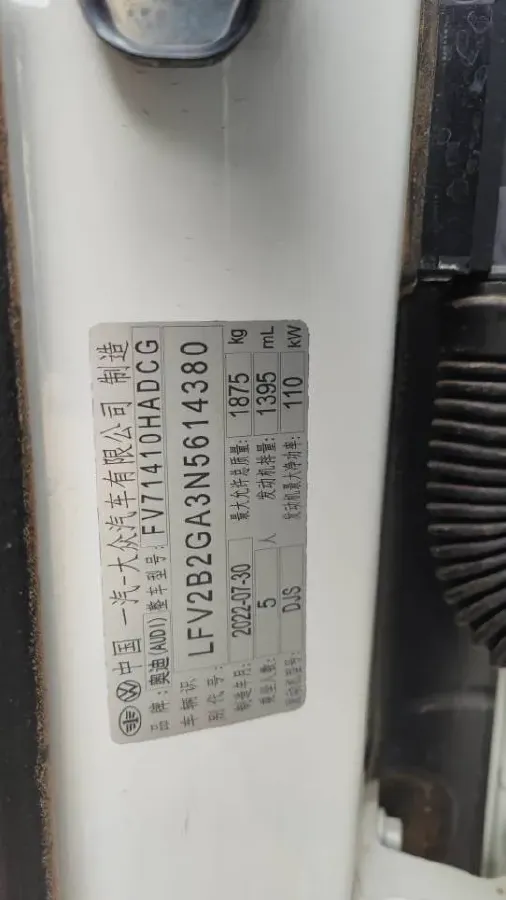 中国 一汽-大众汽车有限公司 制造
品牌:奥迪(AUDI) 整车型号: FV71410HADCG
车辆识别代号: LFV2B2GA3N5614380
制造年月: 2022-07-30 最大允许总质量: 1875 kg
乘坐人数: 5 人 发动机排量: 1395 mL
发动机型号: DJS 发动机最大净功率: 110 kW